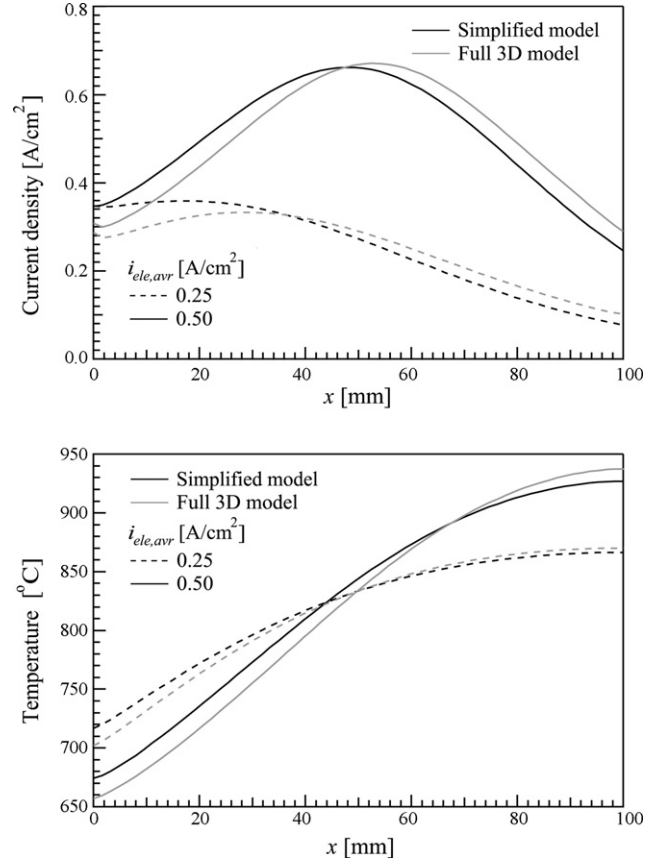 Simplified model
Full 3D model
Current density [A/cm²]
0.8
0.6
0.4
0.2
0.0
i_ele,avr [A/cm²]
0.25
0.50
0 20 40 60 80 100
x [mm]
950
900
850
800
750
700
650
Simplified model
Full 3D model
i_ele,avr [A/cm²]
0.25
0.50
Temperature [°C]
0 20 40 60 80 100
x [mm]